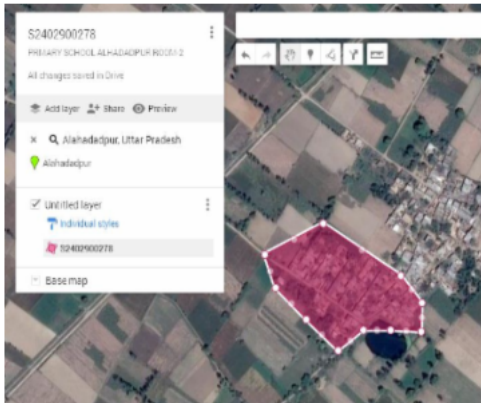 S2402900278
PRIMARY SCHOOL ALHADADPUR ROOM-2
All changes saved in Drive
Add layer Share Preview
Alahadadpur, Uttar Pradesh
Alahadadpur
Untitled layer
Individual styles
S2402900278
Base map